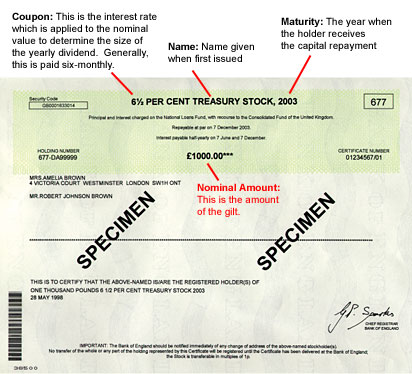 Coupon: This is the interest rate
which is applied to the nominal
value to determine the size of
the yearly dividend. Generally,
this is paid six-monthly.
Name: Name given
when first issued
Maturity: The year when
the holder receives
the capital repayment
Security Code
GB0001633014
6½ PER CENT TREASURY STOCK, 2003
677
Principal and Interest charged on the National Loans Fund, with recourse to the Consolidated Fund of the United Kingdom.
Repayable at par on 7 December 2003.
Interest payable half-yearly on 7 June and 7 December.
HOLDING NUMBER
677-DA99999
£1000.00***
CERTIFICATE NUMBER
01234567/01
Nominal Amount:
This is the amount
of the gilt.
MRS.AMELIA BROWN
4 VICTORIA COURT WESTMINSTER LONDON SW1H 0NT
MR.ROBERT JOHNSON BROWN
SPECIMEN
SPECIMEN
THIS IS TO CERTIFY THAT THE ABOVE-NAMED IS/ARE THE REGISTERED HOLDER(S) OF
ONE THOUSAND POUNDS 6 1/2 PER CENT TREASURY STOCK 2003
28 MAY 1998
CHIEF REGISTRAR
BANK OF ENGLAND
IMPORTANT: The Bank of England should be notified immediately of any change of address of the above-named stockholder(s).
No transfer of the whole or any part of the holding represented by this Certificate will be registered until the Certificate has been delivered at the Bank of England;
the Stock is transferable in multiples of 1p.